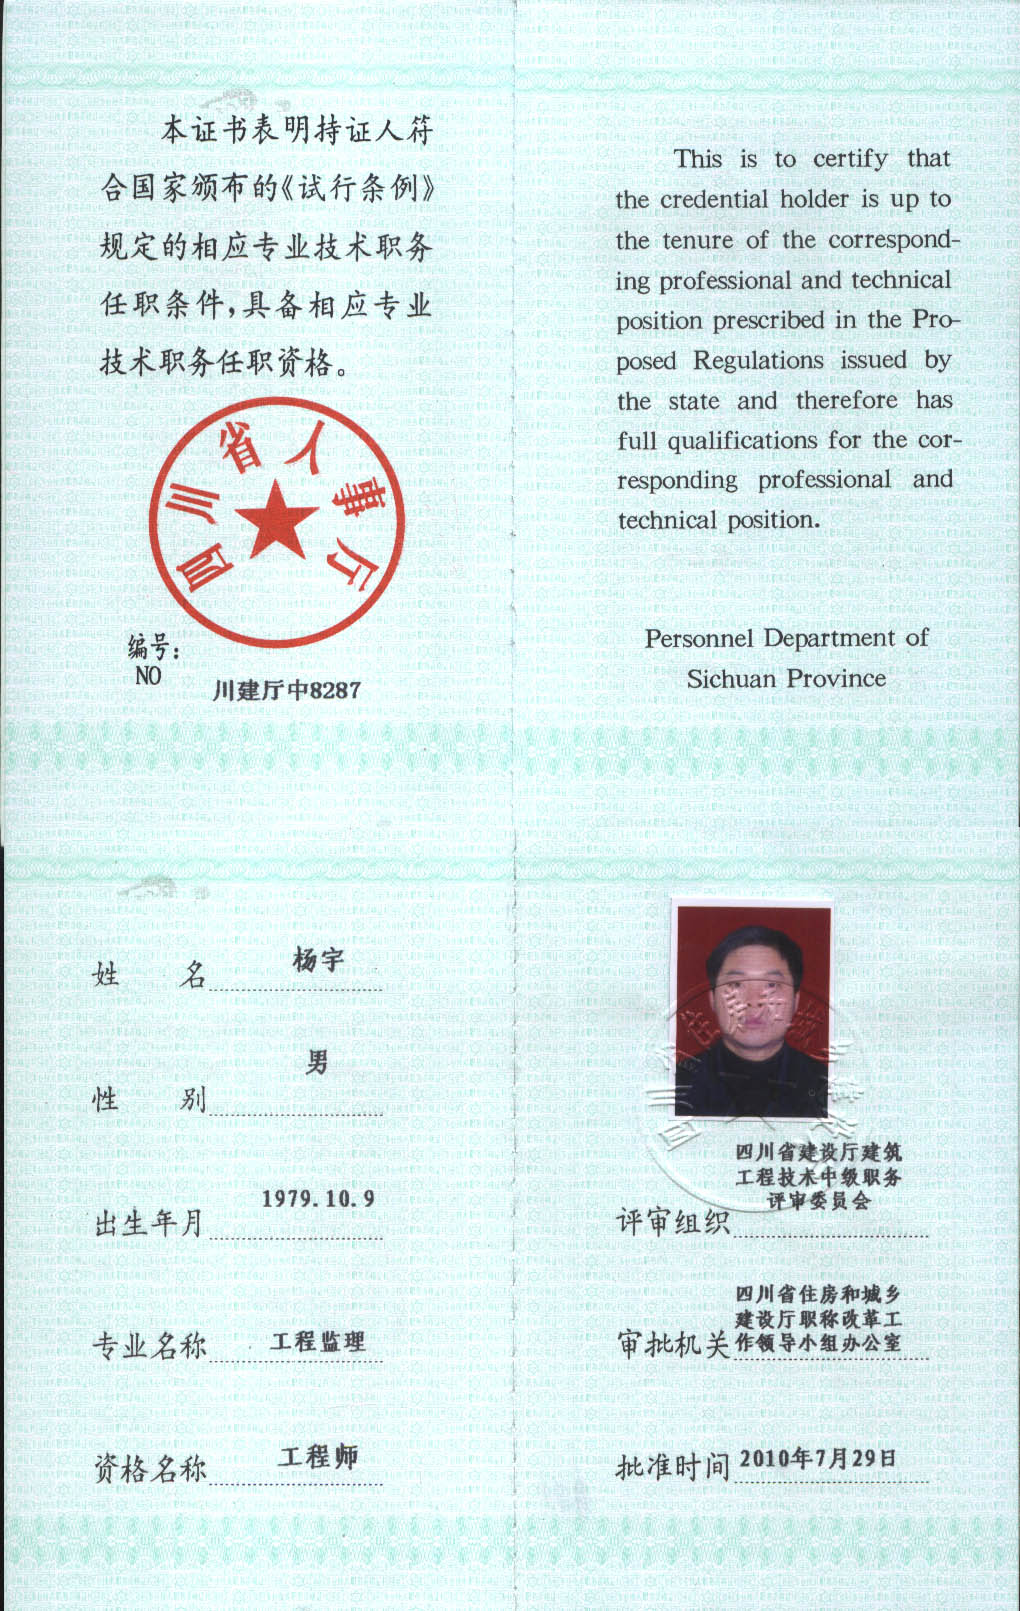 本证书表明持证人符
合国家颁布的《试行条例》
规定的相应专业技术职务
任职条件，具备相应专业
技术职务任职资格。
四川省人事厅
编号：
NO
川建厅中8287
This is to certify that
the credential holder is up to
the tenure of the correspond-
ing professional and technical
position prescribed in the Pro-
posed Regulations issued by
the state and therefore has
full qualifications for the cor-
responding professional and
technical position.
Personnel Department of
Sichuan Province
姓 名 杨宇
性 别 男
出生年月 1979.10.9
专业名称 工程监理
资格名称 工程师
四川省建设厅建筑
工程技术中级职务
评审委员会
评审组织
四川省住房和城乡
建设厅职称改革工
作领导小组办公室
审批机关
批准时间 2010年7月29日